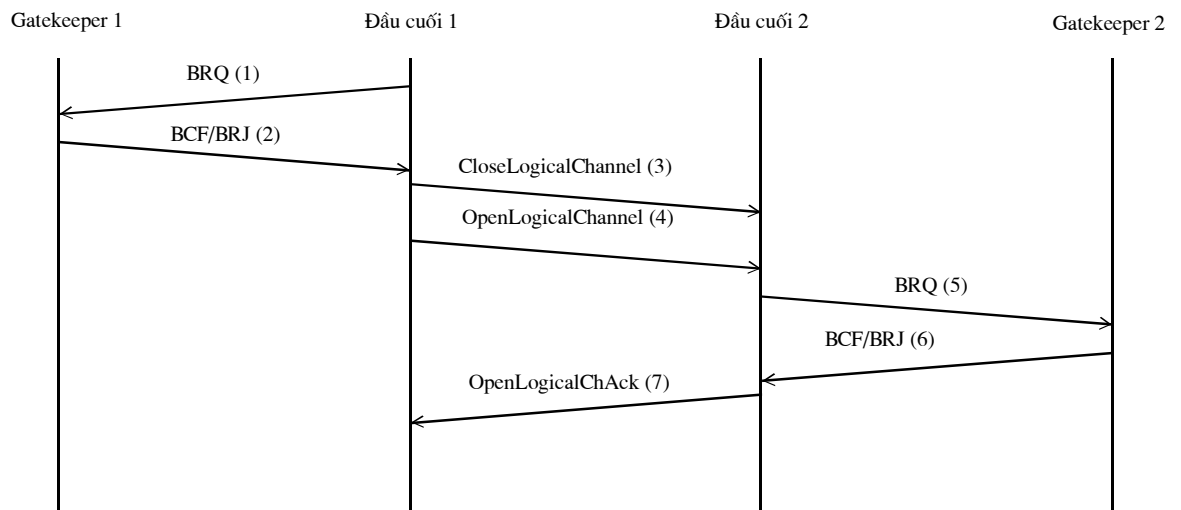 Gatekeeper 1
Đầu cuối 1
Đầu cuối 2
Gatekeeper 2
BRQ (1)
BCF/BRJ (2)
CloseLogicalChannel (3)
OpenLogicalChannel (4)
BRQ (5)
BCF/BRJ (6)
OpenLogicalChAck (7)